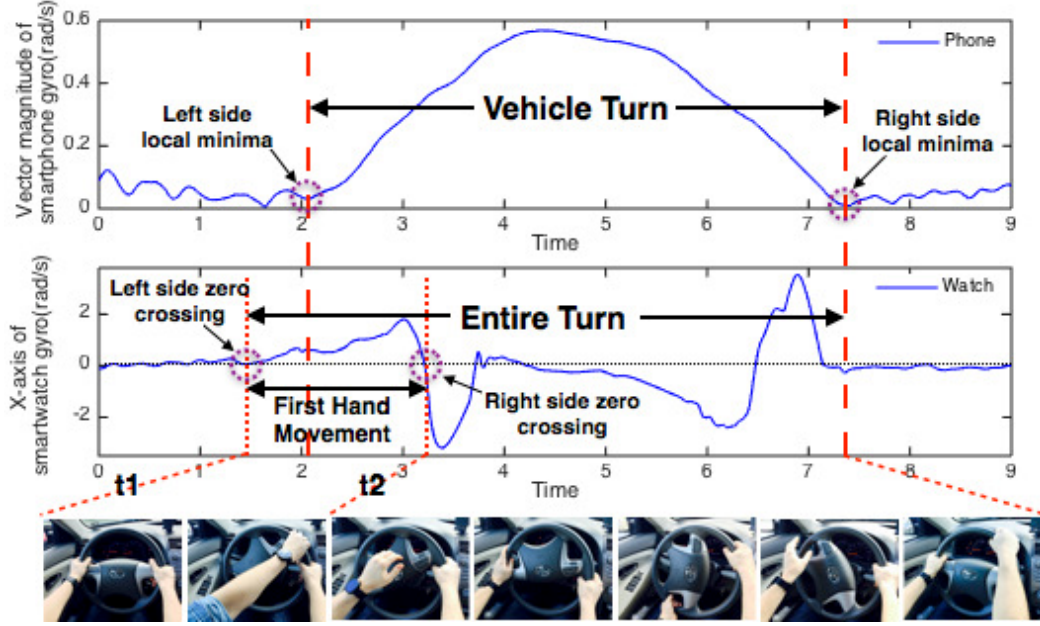 Vector magnitude of
smartphone gyro(rad/s)
0.6
0.4
0.2
0
Phone
Left side
local minima
Vehicle Turn
Right side
local minima
0 1 2 3 4 5 6 7 8 9
Time
X-axis of
smartwatch gyro(rad/s)
2
0
-2
Watch
Left side zero
crossing
Entire Turn
First Hand
Movement
Right side zero
crossing
0 1 2 3 4 5 6 7 8 9
t1
t2
Time